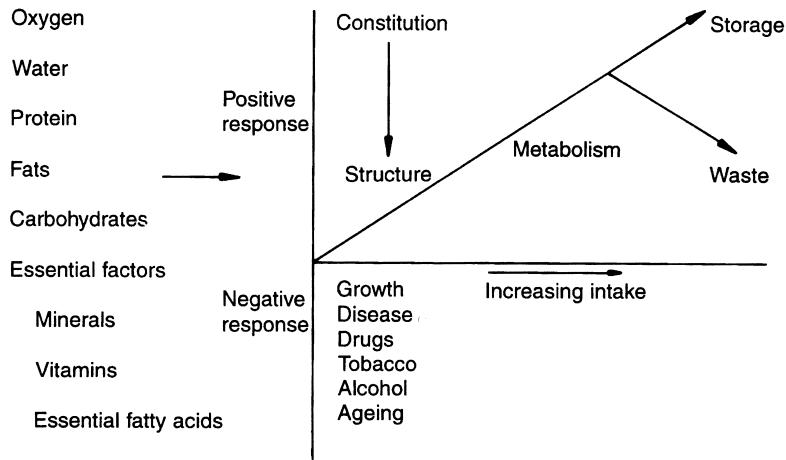 Oxygen
Water
Protein
Fats
Carbohydrates
Essential factors
Minerals
Vitamins
Essential fatty acids
Positive
response
Negative
response
Constitution
Structure
Metabolism
Storage
Waste
Increasing intake
Growth
Disease
Drugs
Tobacco
Alcohol
Ageing